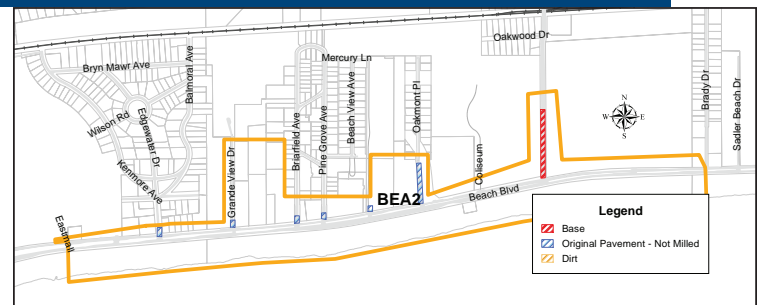 Oakwood Dr
Mercury Ln
Bryn Mawr Ave
Balmoral Ave
Wilson Rd
Edgewater Dr
Kenmore Ave
Grande View Dr
Briarfield Ave
Pine Grove Ave
Beach View Ave
Oakmont Pl
Coliseum
Brady Dr
Sadler Beach Dr
N
W
E
S
BEA2
Beach Blvd
Eastmall
Legend
Base
Original Pavement - Not Milled
Dirt